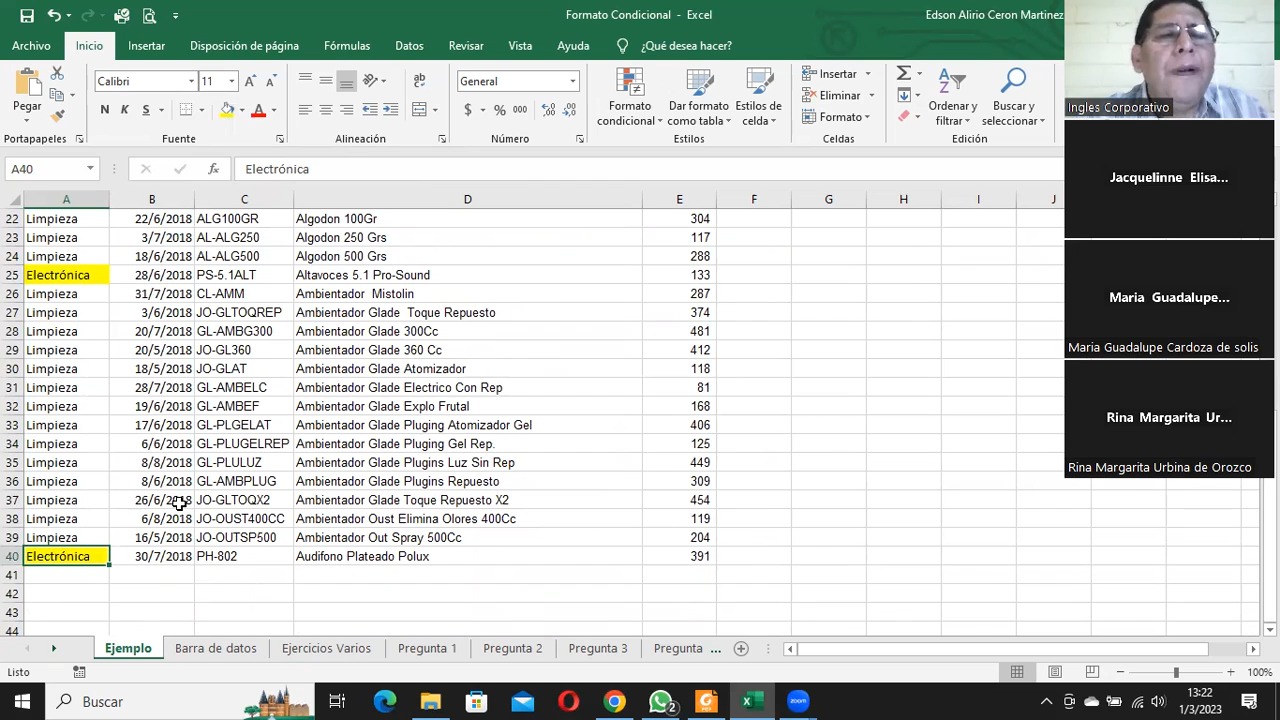 Formato Condicional - Excel
Edson Alirio Ceron Martinez
Archivo Inicio Insertar Disposición de página Fórmulas Datos Revisar Vista Ayuda ¿Qué desea hacer?
Pegar
Calibri 11
N K S
General
$ % 000
Formato condicional
Dar formato como tabla
Estilos de celda
Insertar
Eliminar
Formato
Ordenar y filtrar
Buscar y seleccionar
Portapapeles Fuente Alineación Número Estilos Celdas Edición
A40 fx Electrónica
A B C D E F G H I J
22 Limpieza 22/6/2018 ALG100GR Algodon 100Gr 304
23 Limpieza 3/7/2018 AL-ALG250 Algodon 250 Grs 117
24 Limpieza 18/6/2018 AL-ALG500 Algodon 500 Grs 288
25 Electrónica 28/6/2018 PS-5.1ALT Altavoces 5.1 Pro-Sound 133
26 Limpieza 31/7/2018 CL-AMM Ambientador Mistolin 287
27 Limpieza 3/6/2018 JO-GLTOQREP Ambientador Glade Toque Repuesto 374
28 Limpieza 20/7/2018 GL-AMBG300 Ambientador Glade 300Cc 481
29 Limpieza 20/5/2018 JO-GL360 Ambientador Glade 360 Cc 412
30 Limpieza 18/5/2018 JO-GLAT Ambientador Glade Atomizador 118
31 Limpieza 28/7/2018 GL-AMBELC Ambientador Glade Electrico Con Rep 81
32 Limpieza 19/6/2018 GL-AMBEF Ambientador Glade Explo Frutal 168
33 Limpieza 17/6/2018 GL-PLGELAT Ambientador Glade Pluging Atomizador Gel 406
34 Limpieza 6/6/2018 GL-PLUGELREP Ambientador Glade Pluging Gel Rep. 125
35 Limpieza 8/8/2018 GL-PLULUZ Ambientador Glade Plugins Luz Sin Rep 449
36 Limpieza 8/6/2018 GL-AMBPLUG Ambientador Glade Plugins Repuesto 309
37 Limpieza 26/6/2018 JO-GLTOQX2 Ambientador Glade Toque Repuesto X2 454
38 Limpieza 6/8/2018 JO-OUST400CC Ambientador Oust Elimina Olores 400Cc 119
39 Limpieza 16/5/2018 JO-OUTSP500 Ambientador Out Spray 500Cc 204
40 Electrónica 30/7/2018 PH-802 Audifono Plateado Polux 391
41
42
43
44
Ejemplo Barra de datos Ejercicios Varios Pregunta 1 Pregunta 2 Pregunta 3 Pregunta ...
Listo 100%
Buscar
2
13:22
1/3/2023
Ingles Corporativo
Jacquelinne Elisa...
Maria Guadalupe...
Maria Guadalupe Cardoza de solis
Rina Margarita Ur...
Rina Margarita Urbina de Orozco